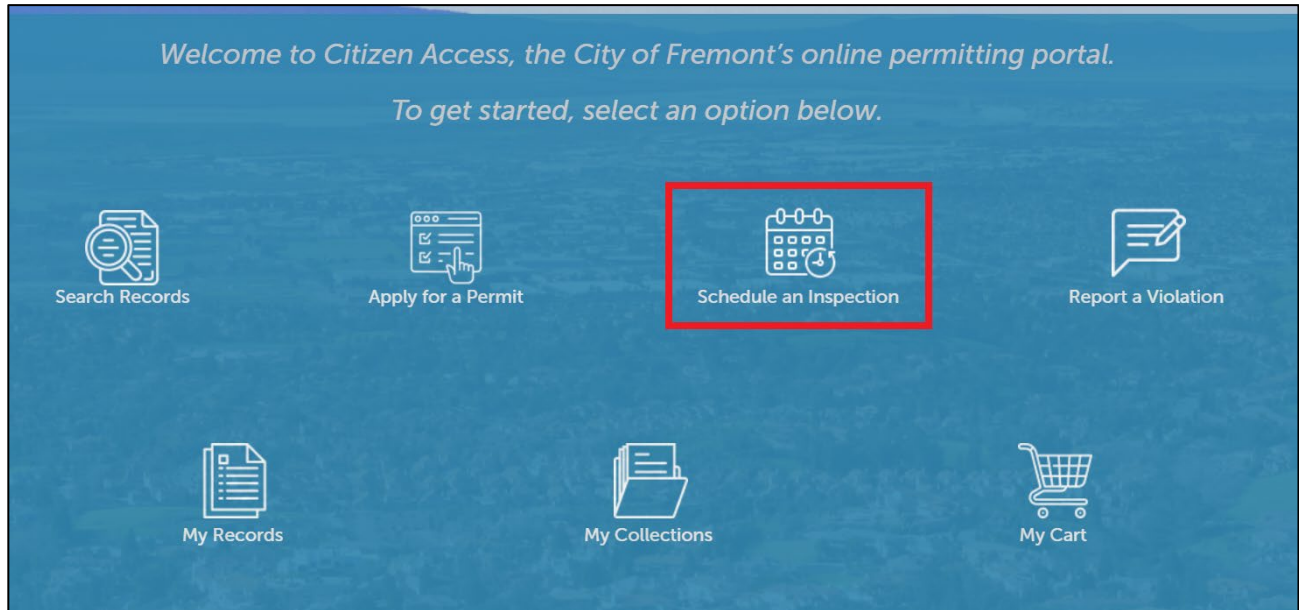 Welcome to Citizen Access, the City of Fremont's online permitting portal.
To get started, select an option below.
Search Records
Apply for a Permit
Schedule an Inspection
Report a Violation
My Records
My Collections
My Cart